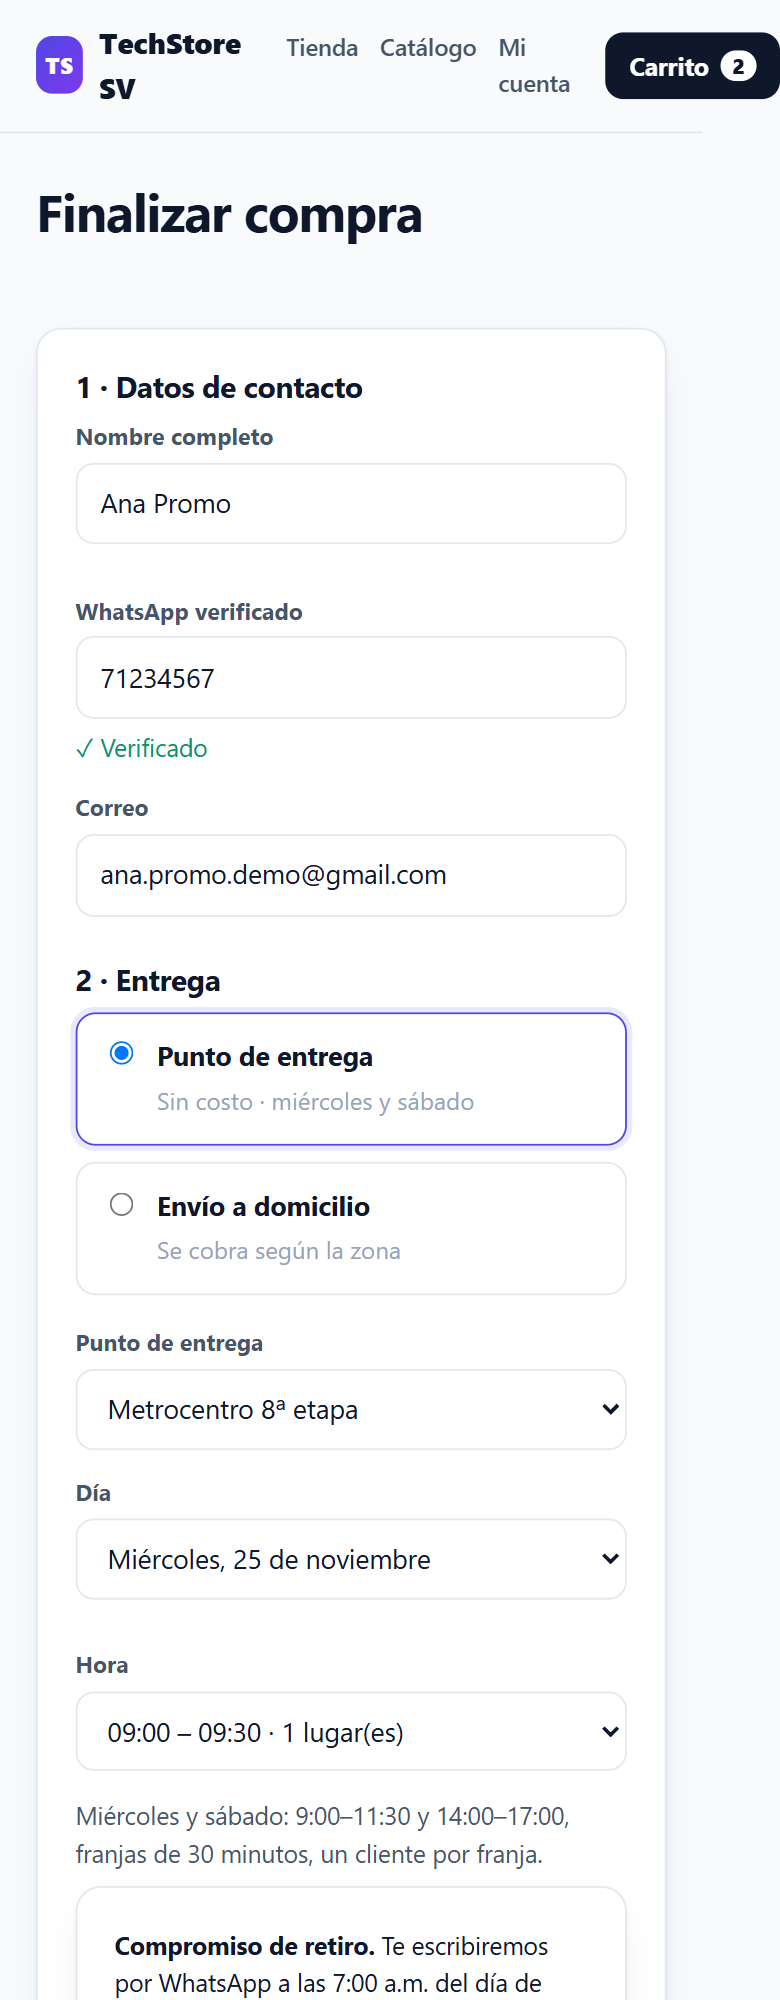 TS
TechStore
SV
Tienda
Catálogo
Mi
cuenta
Carrito 2
Finalizar compra
1 · Datos de contacto
Nombre completo
Ana Promo
WhatsApp verificado
71234567
✓ Verificado
Correo
ana.promo.demo@gmail.com
2 · Entrega
Punto de entrega
Sin costo · miércoles y sábado
Envío a domicilio
Se cobra según la zona
Punto de entrega
Metrocentro 8ª etapa
Día
Miércoles, 25 de noviembre
Hora
09:00 – 09:30 · 1 lugar(es)
Miércoles y sábado: 9:00–11:30 y 14:00–17:00,
franjas de 30 minutos, un cliente por franja.
Compromiso de retiro. Te escribiremos
por WhatsApp a las 7:00 a.m. del día de